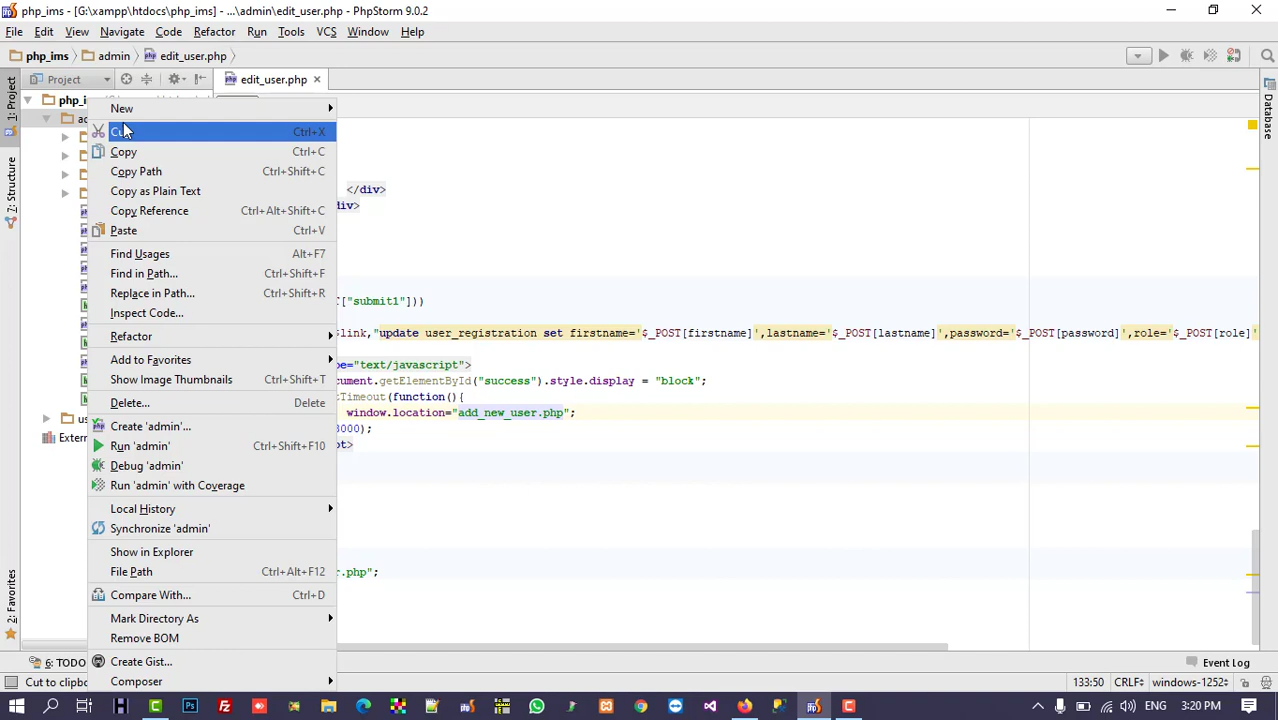 php_ims - [G:\xampp\htdocs\php_ims] - ...\admin\edit_user.php - PhpStorm 9.0.2
File Edit View Navigate Code Refactor Run Tools VCS Window Help
php_ims admin edit_user.php
Project edit_user.php
1: Project
7: Structure
2: Favorites
Database
New
Ctrl+X
Copy Ctrl+C
Copy Path Ctrl+Shift+C
Copy as Plain Text
Copy Reference Ctrl+Alt+Shift+C
Paste Ctrl+V
Find Usages Alt+F7
Find in Path... Ctrl+Shift+F
Replace in Path... Ctrl+Shift+R
Inspect Code...
Refactor
Add to Favorites
Show Image Thumbnails Ctrl+Shift+T
Delete... Delete
Create 'admin'...
Run 'admin' Ctrl+Shift+F10
Debug 'admin'
Run 'admin' with Coverage
Local History
Synchronize 'admin'
Show in Explorer
File Path Ctrl+Alt+F12
Compare With... Ctrl+D
Mark Directory As
Remove BOM
Create Gist...
Composer
</div>
div>
["submit1"]))
$link,"update user_registration set firstname='$_POST[firstname]',lastname='$_POST[lastname]',password='$_POST[password]',role='$_POST[role]'
pe="text/javascript">
cument.getElementById("success").style.display = "block";
tTimeout(function(){
window.location="add_new_user.php";
3000);
pt>
r.php";
6: TODO Event Log
Cut to clipbo 133:50 CRLF÷ windows-1252÷
ENG 3:20 PM